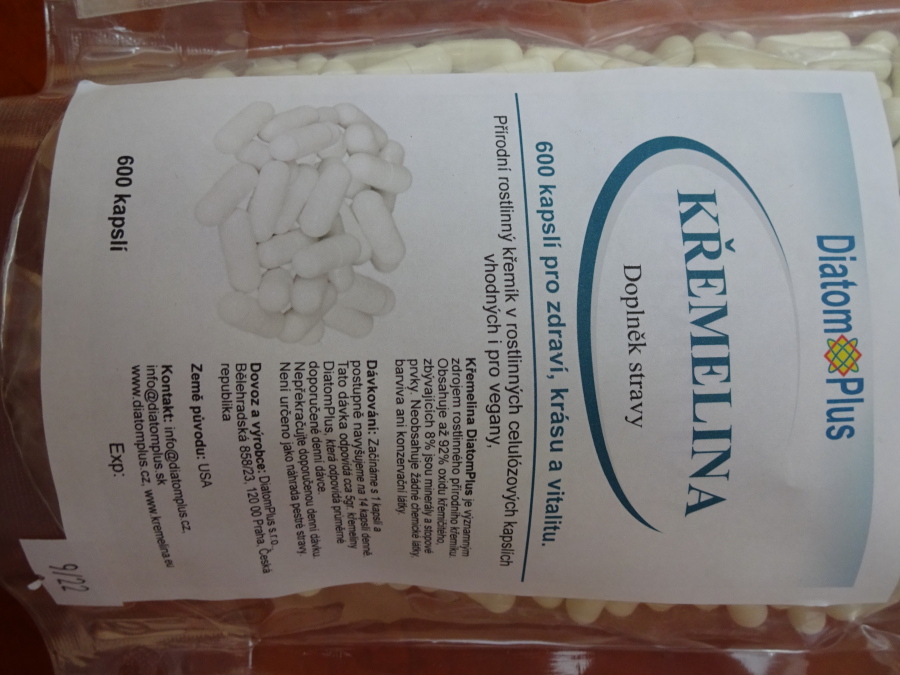 Diatom Plus
KŘEMELINA
Doplněk stravy
600 kapslí pro zdraví, krásu a vitalitu.
Přírodní rostlinný křemík v rostlinných celulózových kapslích
vhodných i pro vegany,
Křemelina DiatomPlus je významným
zdrojem rostlinného přírodního křemíku.
Obsahuje až 92% oxidu křemičitého,
zbývajících 8% jsou minerály a stopové
prvky. Neobsahuje žádné chemické látky,
barviva ani konzervační látky.
Dávkování: Začínáme s 1 kapslí a
postupně navyšujeme na 14 kapslí denně.
Tato dávka odpovídá cca 5gr. křemeliny
DiatomPlus, která odpovídá průměrné
doporučené denní dávce.
Nepřekračujte doporučenou denní dávku.
Není určeno jako náhrada pestré stravy.
Dovoz a výrobce: DiatomPlus s.r.o.
Bělehradská 858/23, 120 00 Praha, Česká
republika
Země původu: USA
Kontakt: info@diatomplus.cz,
info@diatomplus.sk
www.diatomplus.cz, www.kremelina.eu
600 kapslí
Exp:
9/22